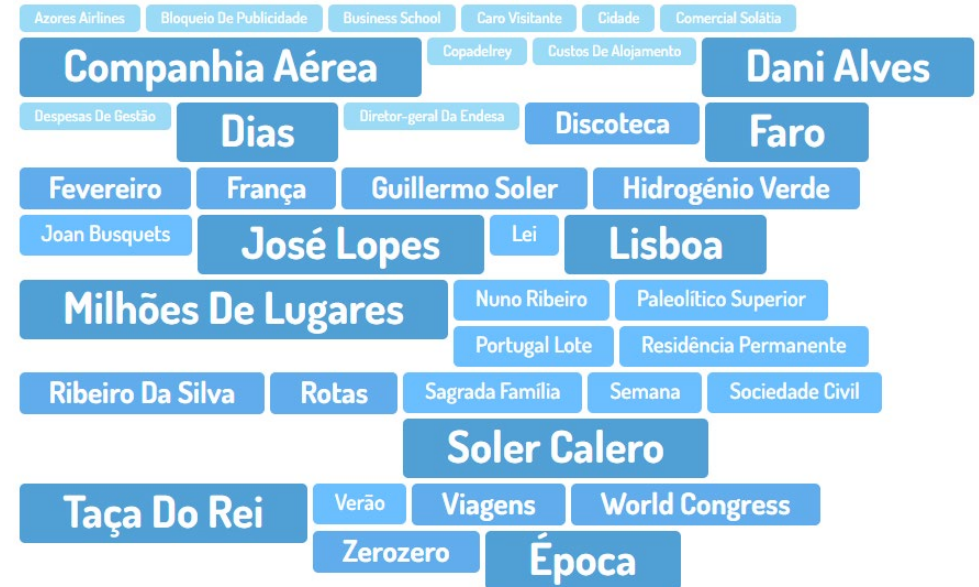 Azores Airlines Bloqueio De Publicidade Business School Caro Visitante Cidade Comercial Solátia
Companhia Aérea Copadelrey Custos De Alojamento Dani Alves
Despesas De Gestão Dias Diretor-geral Da Endesa Discoteca Faro
Fevereiro França Guillermo Soler Hidrogénio Verde
Joan Busquets José Lopes Lei Lisboa
Milhões De Lugares Nuno Ribeiro Paleolítico Superior
Portugal Lote Residência Permanente
Ribeiro Da Silva Rotas Sagrada Família Semana Sociedade Civil
Soler Calero
Taça Do Rei Verão Viagens World Congress
Zerozero Época